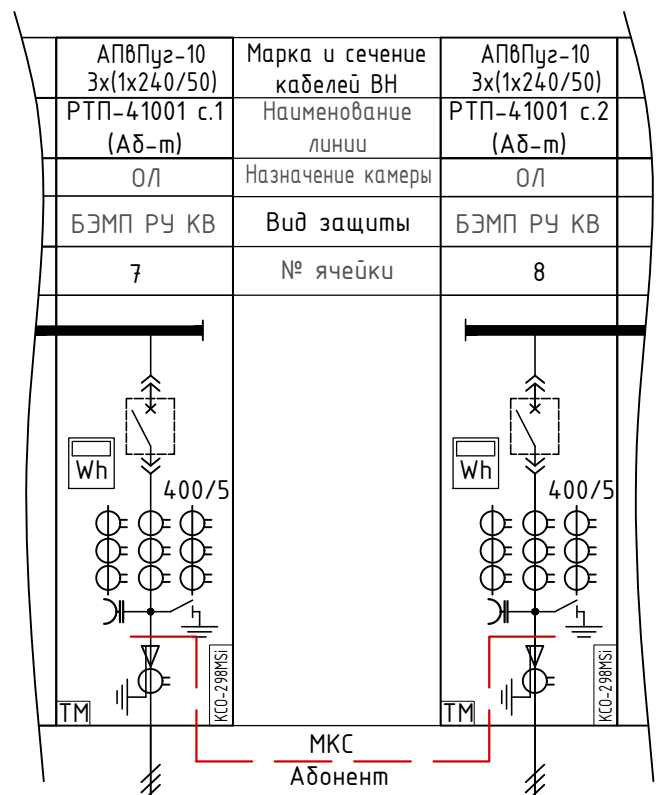 АПвПуг-10 Марка и сечение АПвПуг-10
3х(1х240/50) кабелей ВН 3х(1х240/50)
РТП-41001 с.1 Наименование РТП-41001 с.2
(Аб-т) линии (Аб-т)
ОЛ Назначение камеры ОЛ
БЭМП РУ КВ Вид защиты БЭМП РУ КВ
7 № ячейки 8
Wh Wh
400/5 400/5
КСО-298MSi КСО-298MSi
ТМ ТМ
МКС
Абонент